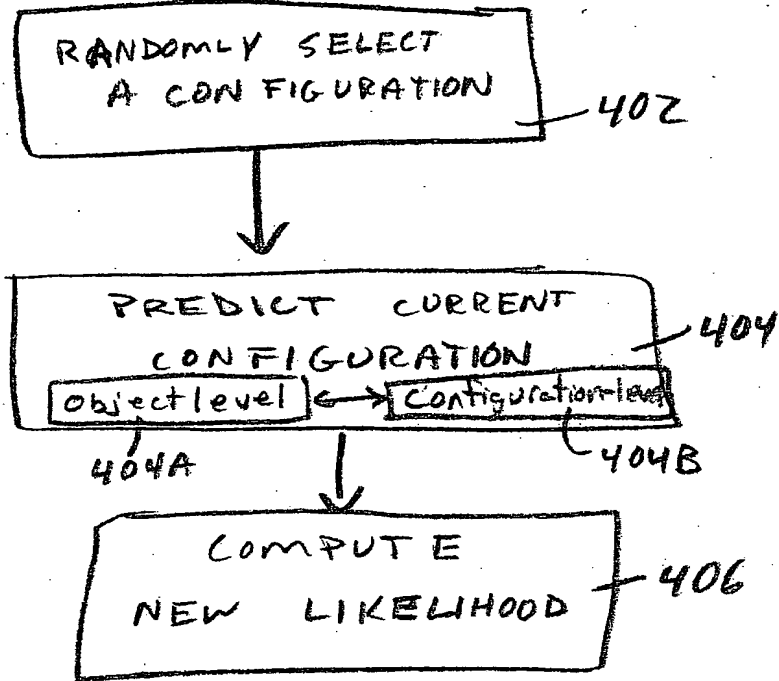 RANDOMLY SELECT
A CONFIGURATION
402
PREDICT CURRENT
CONFIGURATION
404
Object level
Configuration-level
404A
404B
COMPUTE
NEW LIKELIHOOD
406